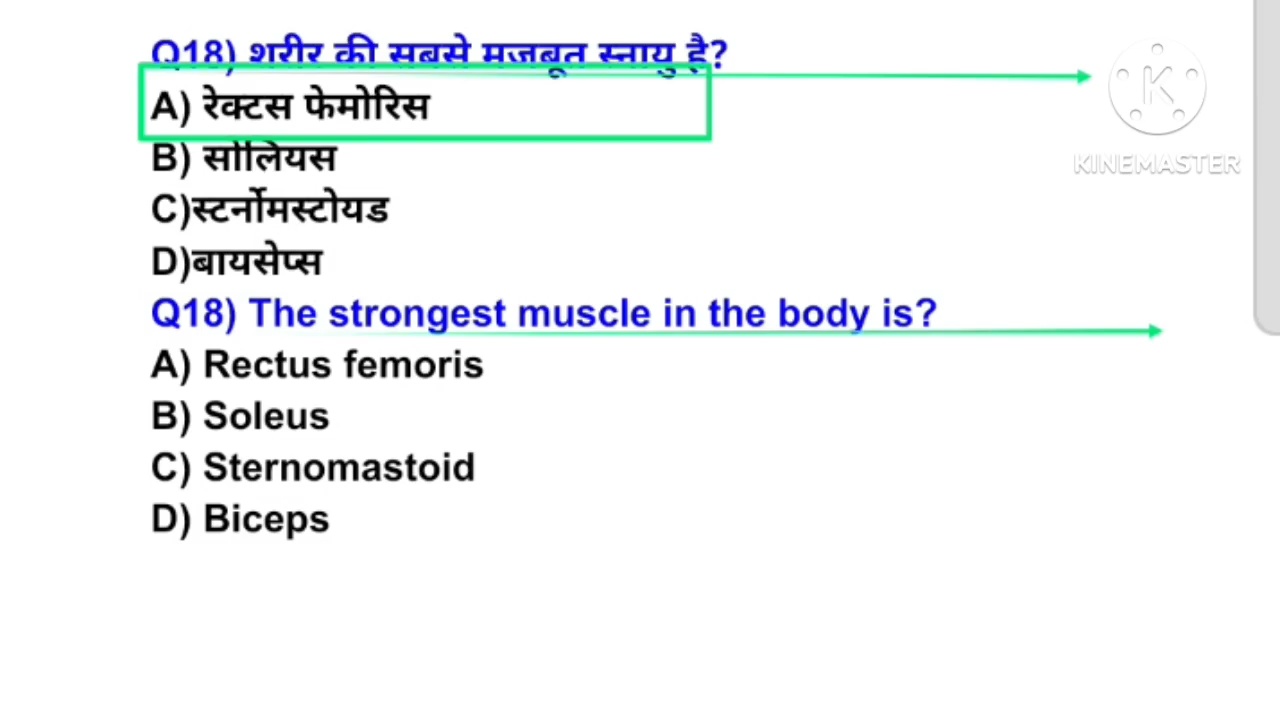 Q18) शरीर की सबसे मजबूत स्नायु है?
A) रेक्टस फेमोरिस
B) सोलियस
C)स्टर्नोमस्टोयड
D)बायसेप्स
Q18) The strongest muscle in the body is?
A) Rectus femoris
B) Soleus
C) Sternomastoid
D) Biceps
K
KINEMASTER